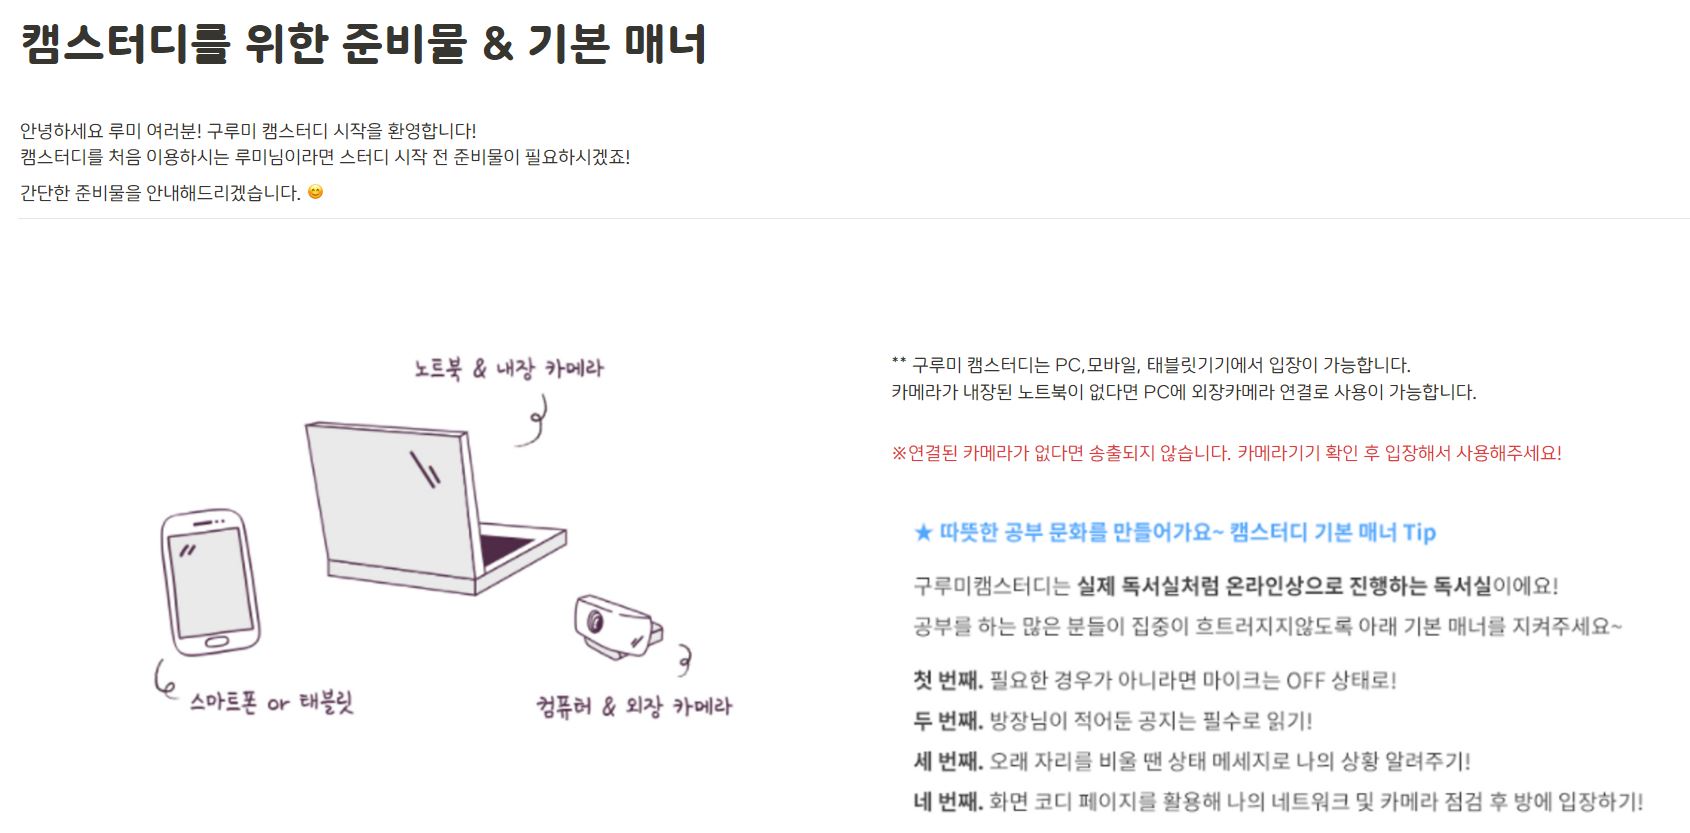 캠스터디를 위한 준비물 & 기본 매너
안녕하세요 루미 여러분! 구루미 캠스터디 시작을 환영합니다!
캠스터디를 처음 이용하시는 루미님이라면 스터디 시작 전 준비물이 필요하시겠죠!
간단한 준비물을 안내해드리겠습니다. 😊
노트북 & 내장 카메라
스마트폰 or 태블릿
컴퓨터 & 외장 카메라
** 구루미 캠스터디는 PC,모바일, 태블릿기기에서 입장이 가능합니다.
카메라가 내장된 노트북이 없다면 PC에 외장카메라 연결로 사용이 가능합니다.
※연결된 카메라가 없다면 송출되지 않습니다. 카메라기기 확인 후 입장해서 사용해주세요!
★ 따뜻한 공부 문화를 만들어가요~ 캠스터디 기본 매너 Tip
구루미캠스터디는 실제 독서실처럼 온라인상으로 진행하는 독서실이에요!
공부를 하는 많은 분들이 집중이 흐트러지지않도록 아래 기본 매너를 지켜주세요~
첫 번째. 필요한 경우가 아니라면 마이크는 OFF 상태로!
두 번째. 방장님이 적어둔 공지는 필수로 읽기!
세 번째. 오래 자리를 비울 땐 상태 메세지로 나의 상황 알려주기!
네 번째. 화면 코디 페이지를 활용해 나의 네트워크 및 카메라 점검 후 방에 입장하기!